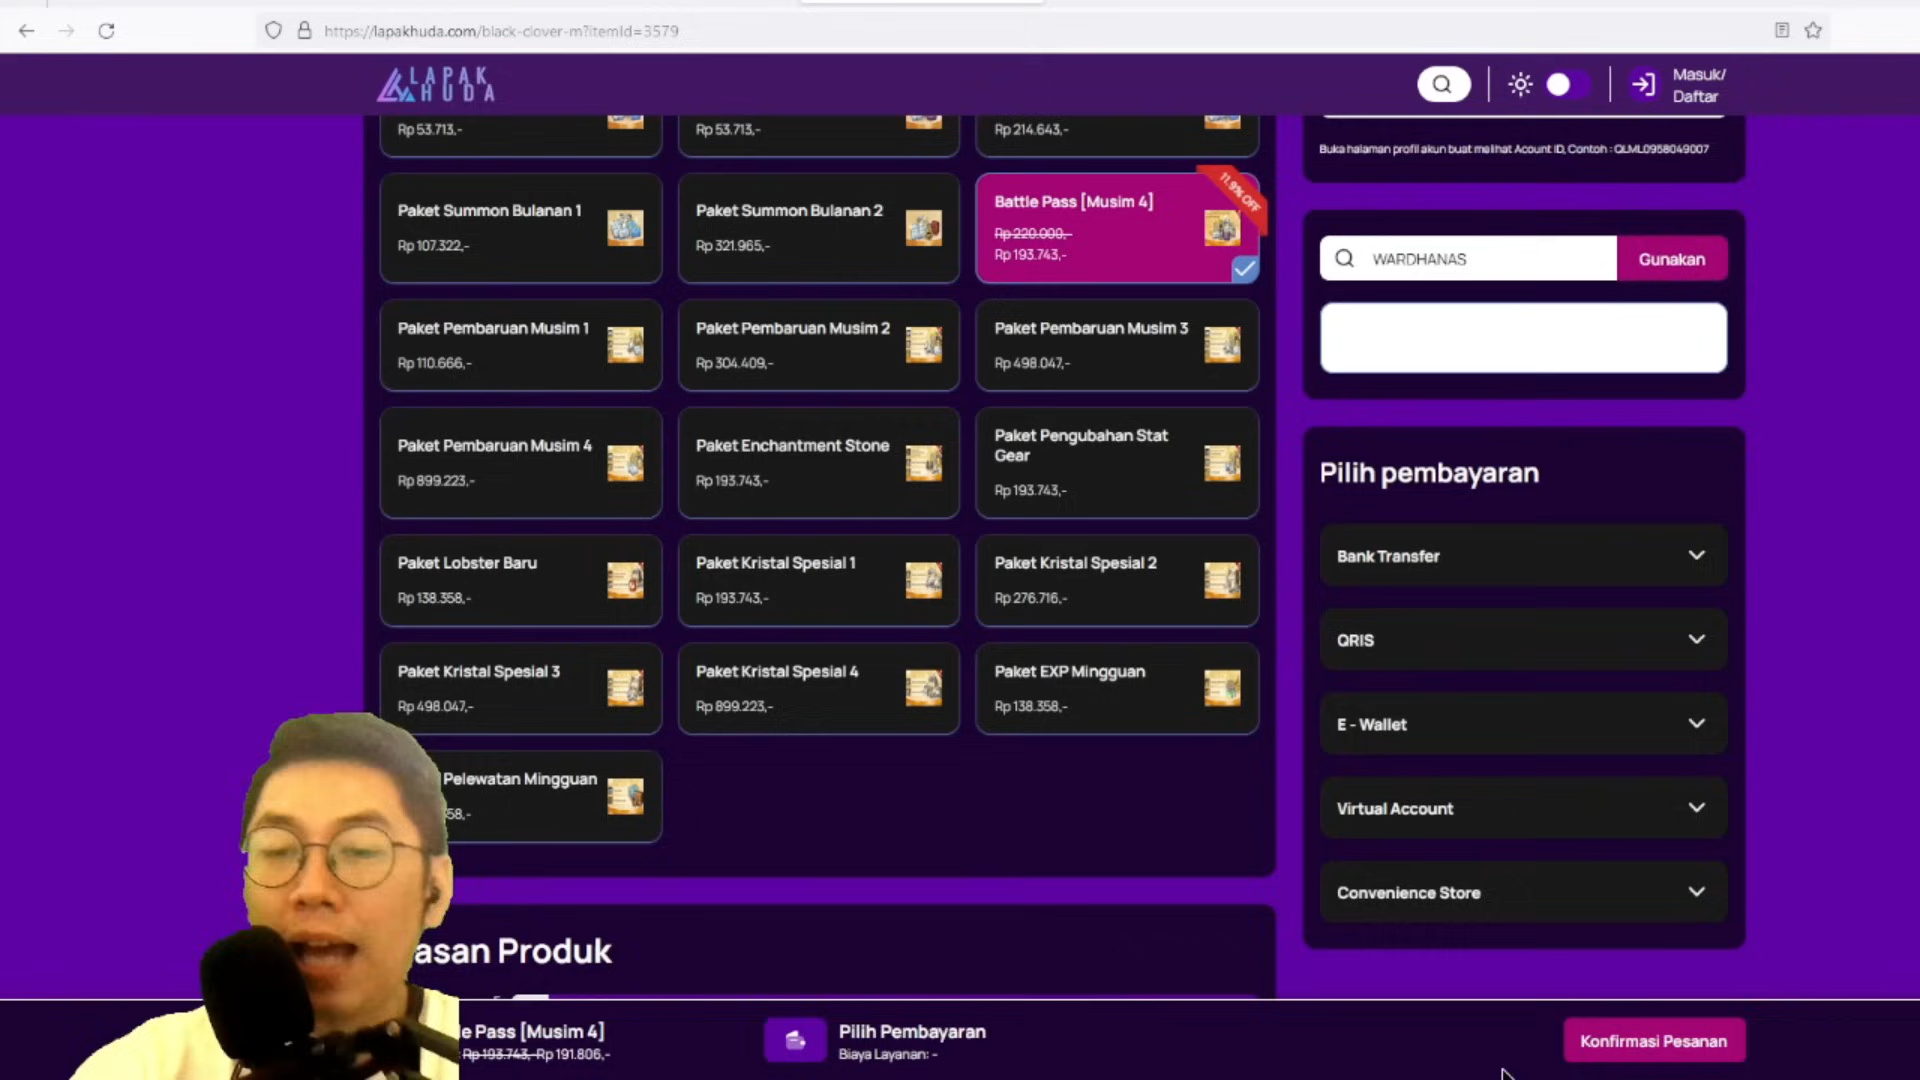 https://lapakhuda.com/black-clover-m?itemId=3579
LAPAK
HUDA
Masuk/
Daftar
Rp 53.713,-
Rp 53.713,-
Rp 214.643,-
Buka halaman profil akun buat melihat Acount ID, Contoh : QLML0958049007
Paket Summon Bulanan 1
Rp 107.322,-
Paket Summon Bulanan 2
Rp 321.965,-
Battle Pass [Musim 4]
Rp 220.000,-
Rp 193.743,-
11.9% OFF
WARDHANAS
Gunakan
Paket Pembaruan Musim 1
Rp 110.666,-
Paket Pembaruan Musim 2
Rp 304.409,-
Paket Pembaruan Musim 3
Rp 498.047,-
Paket Pembaruan Musim 4
Rp 899.223,-
Paket Enchantment Stone
Rp 193.743,-
Paket Pengubahan Stat
Gear
Rp 193.743,-
Paket Lobster Baru
Rp 138.358,-
Paket Kristal Spesial 1
Rp 193.743,-
Paket Kristal Spesial 2
Rp 276.716,-
Paket Kristal Spesial 3
Rp 498.047,-
Paket Kristal Spesial 4
Rp 899.223,-
Paket EXP Mingguan
Rp 138.358,-
Pelewatan Mingguan
58,-
Pilih pembayaran
Bank Transfer
QRIS
E - Wallet
Virtual Account
Convenience Store
asan Produk
le Pass [Musim 4]
Rp 193.743,- Rp 191.806,-
Pilih Pembayaran
Biaya Layanan: -
Konfirmasi Pesanan